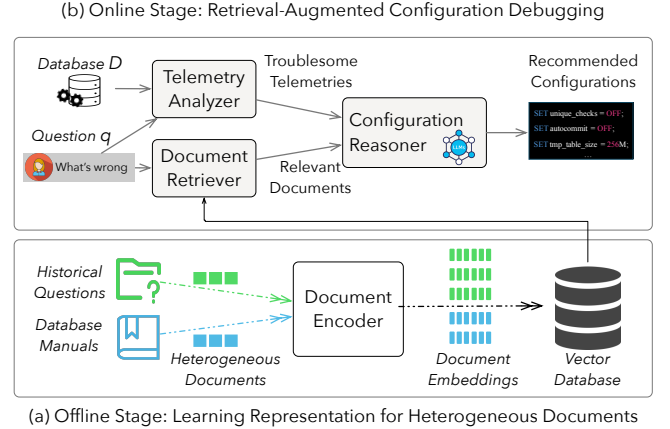 (b) Online Stage: Retrieval-Augmented Configuration Debugging
Database D
Telemetry
Analyzer
Troublesome
Telemetries
Recommended
Configurations
Question q
What's wrong
Document
Retriever
Relevant
Documents
Configuration
Reasoner
LLMs
SET unique_checks = OFF;
SET autocommit = OFF;
SET tmp_table_size = 256M;
...
Historical
Questions
Database
Manuals
Heterogeneous
Documents
Document
Encoder
Document
Embeddings
Vector
Database
(a) Offline Stage: Learning Representation for Heterogeneous Documents